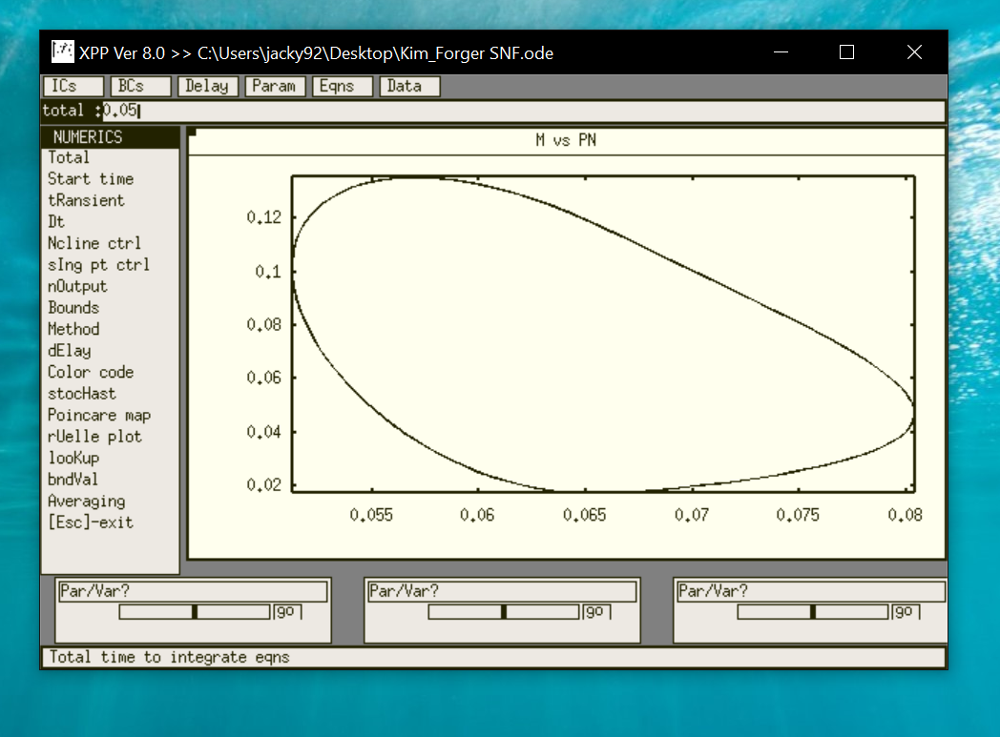 XPP Ver 8.0 >> C:\Users\jacky92\Desktop\Kim_Forger SNF.ode
ICs BCs Delay Param Eqns Data
total :0.05
NUMERICS
Total
Start time
tRansient
Dt
Ncline ctrl
sIng pt ctrl
nOutput
Bounds
Method
dElay
Color code
stocHast
Poincare map
rUelle plot
looKup
bndVal
Averaging
[Esc]-exit
M vs PN
0.12
0.1
0.08
0.06
0.04
0.02
0.055 0.06 0.065 0.07 0.075 0.08
Par/Var? Par/Var? Par/Var?
go go go
Total time to integrate eqns